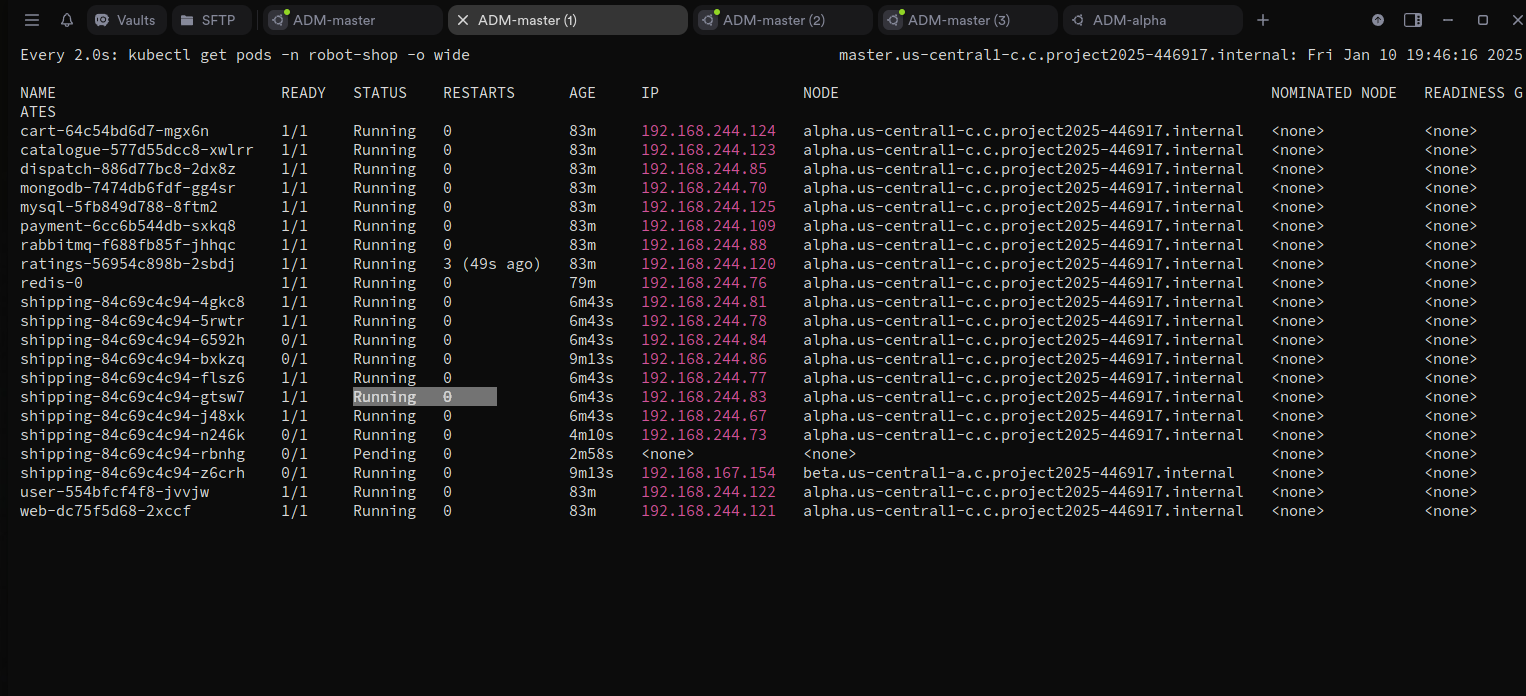 Vaults SFTP ADM-master ADM-master (1) ADM-master (2) ADM-master (3) ADM-alpha
Every 2.0s: kubectl get pods -n robot-shop -o wide master.us-central1-c.c.project2025-446917.internal: Fri Jan 10 19:46:16 2025
NAME READY STATUS RESTARTS AGE IP NODE NOMINATED NODE READINESS G
ATES
cart-64c54bd6d7-mgx6n 1/1 Running 0 83m 192.168.244.124 alpha.us-central1-c.c.project2025-446917.internal <none> <none>
catalogue-577d55dcc8-xwlrr 1/1 Running 0 83m 192.168.244.123 alpha.us-central1-c.c.project2025-446917.internal <none> <none>
dispatch-886d77bc8-2dx8z 1/1 Running 0 83m 192.168.244.85 alpha.us-central1-c.c.project2025-446917.internal <none> <none>
mongodb-7474db6fdf-gg4sr 1/1 Running 0 83m 192.168.244.70 alpha.us-central1-c.c.project2025-446917.internal <none> <none>
mysql-5fb849d788-8ftm2 1/1 Running 0 83m 192.168.244.125 alpha.us-central1-c.c.project2025-446917.internal <none> <none>
payment-6cc6b544db-sxkq8 1/1 Running 0 83m 192.168.244.109 alpha.us-central1-c.c.project2025-446917.internal <none> <none>
rabbitmq-f688fb85f-jhhqc 1/1 Running 0 83m 192.168.244.88 alpha.us-central1-c.c.project2025-446917.internal <none> <none>
ratings-56954c898b-2sbdj 1/1 Running 3 (49s ago) 83m 192.168.244.120 alpha.us-central1-c.c.project2025-446917.internal <none> <none>
redis-0 1/1 Running 0 79m 192.168.244.76 alpha.us-central1-c.c.project2025-446917.internal <none> <none>
shipping-84c69c4c94-4gkc8 1/1 Running 0 6m43s 192.168.244.81 alpha.us-central1-c.c.project2025-446917.internal <none> <none>
shipping-84c69c4c94-5rwtr 1/1 Running 0 6m43s 192.168.244.78 alpha.us-central1-c.c.project2025-446917.internal <none> <none>
shipping-84c69c4c94-6592h 0/1 Running 0 6m43s 192.168.244.84 alpha.us-central1-c.c.project2025-446917.internal <none> <none>
shipping-84c69c4c94-bxkzq 0/1 Running 0 9m13s 192.168.244.86 alpha.us-central1-c.c.project2025-446917.internal <none> <none>
shipping-84c69c4c94-flsz6 1/1 Running 0 6m43s 192.168.244.77 alpha.us-central1-c.c.project2025-446917.internal <none> <none>
shipping-84c69c4c94-gtsw7 1/1 Running 0 6m43s 192.168.244.83 alpha.us-central1-c.c.project2025-446917.internal <none> <none>
shipping-84c69c4c94-j48xk 1/1 Running 0 6m43s 192.168.244.67 alpha.us-central1-c.c.project2025-446917.internal <none> <none>
shipping-84c69c4c94-n246k 0/1 Running 0 4m10s 192.168.244.73 alpha.us-central1-c.c.project2025-446917.internal <none> <none>
shipping-84c69c4c94-rbnhg 0/1 Pending 0 2m58s <none> <none> <none> <none>
shipping-84c69c4c94-z6crh 0/1 Running 0 9m13s 192.168.167.154 beta.us-central1-a.c.project2025-446917.internal <none> <none>
user-554bfcf4f8-jvvjw 1/1 Running 0 83m 192.168.244.122 alpha.us-central1-c.c.project2025-446917.internal <none> <none>
web-dc75f5d68-2xccf 1/1 Running 0 83m 192.168.244.121 alpha.us-central1-c.c.project2025-446917.internal <none> <none>